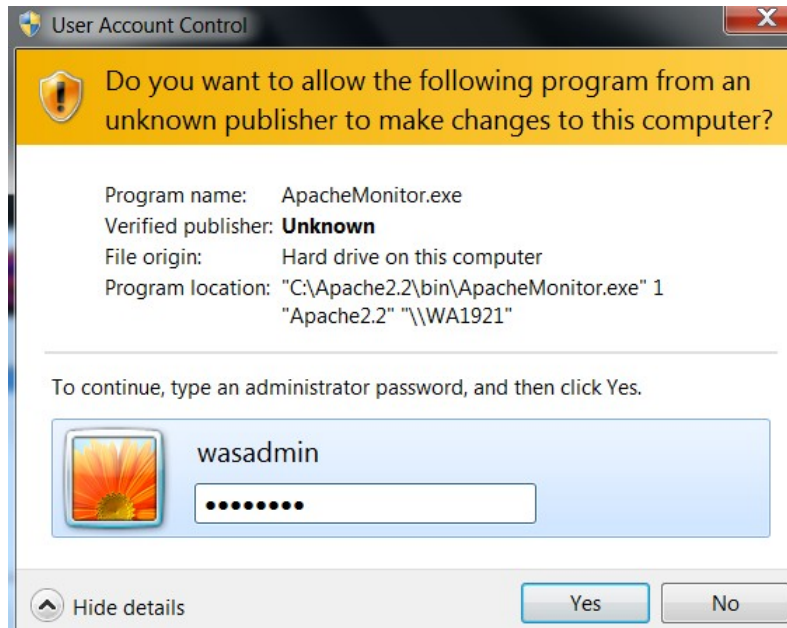 User Account Control
X
Do you want to allow the following program from an
unknown publisher to make changes to this computer?
Program name: ApacheMonitor.exe
Verified publisher: Unknown
File origin: Hard drive on this computer
Program location: "C:\Apache2.2\bin\ApacheMonitor.exe" 1
"Apache2.2" "\\WA1921"
To continue, type an administrator password, and then click Yes.
wasadmin
••••••••
Hide details Yes No